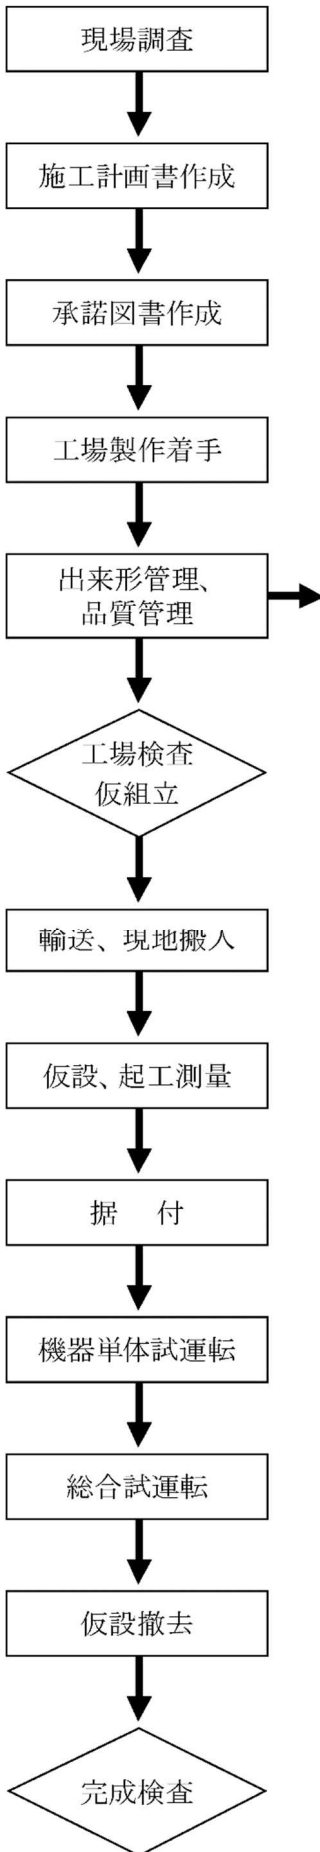 現場調査
施工計画書作成
承諾図書作成
工場製作着手
出来形管理、
品質管理
工場検査
仮組立
輸送、現地搬入
仮設、起工測量
据　付
機器単体試運転
総合試運転
仮設撤去
完成検査